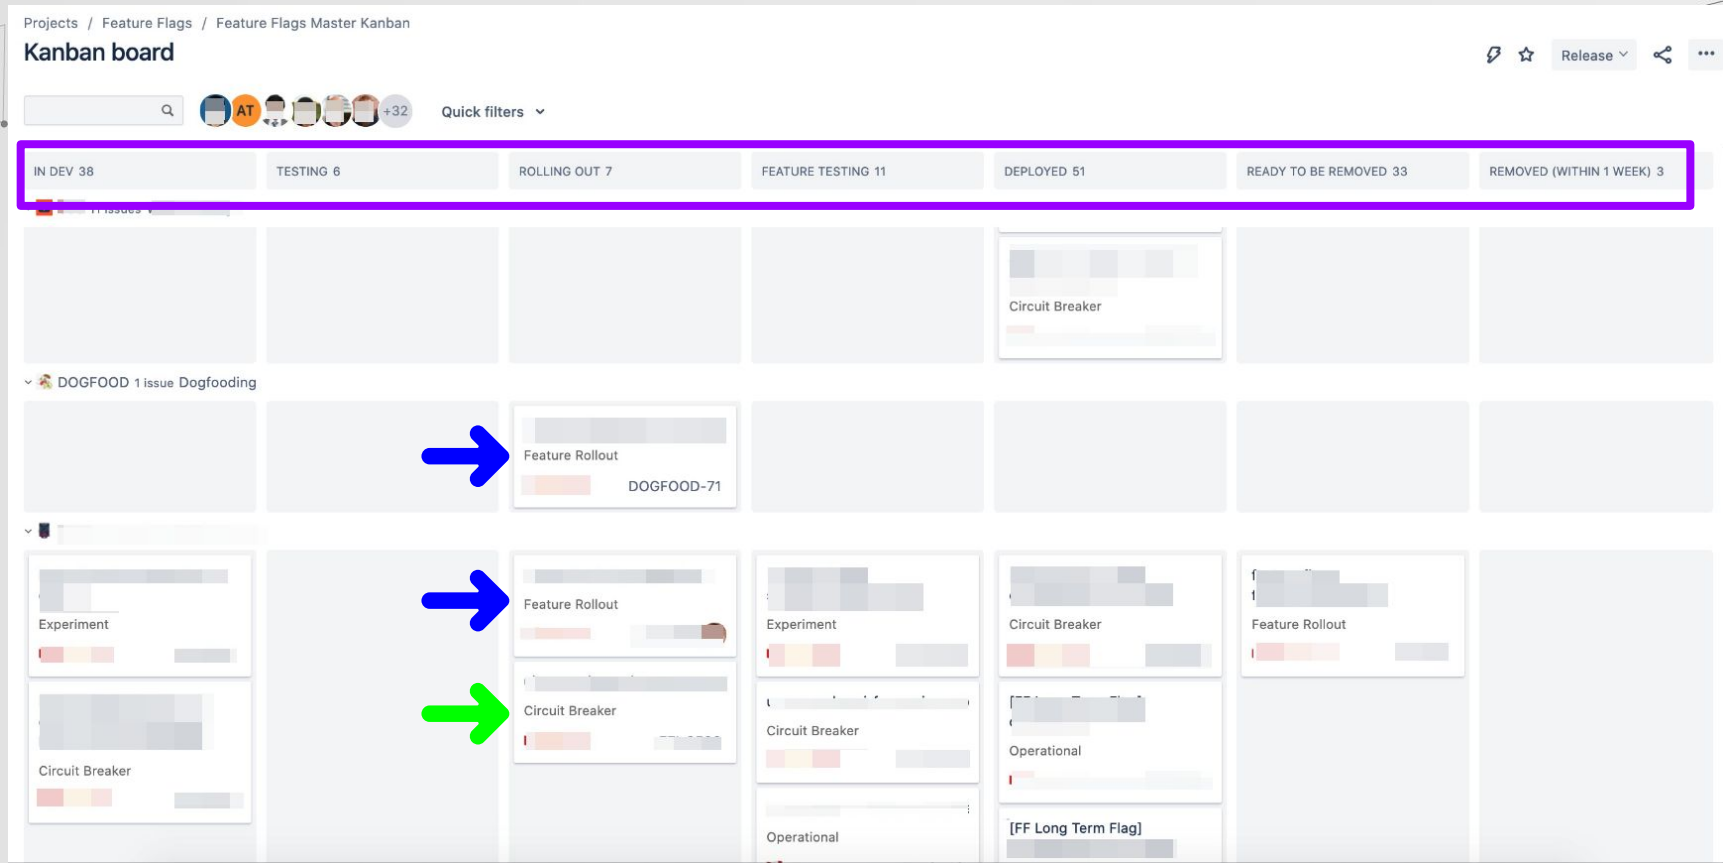 Projects / Feature Flags / Feature Flags Master Kanban
Kanban board
Release
AT
+32
Quick filters
IN DEV 38
TESTING 6
ROLLING OUT 7
FEATURE TESTING 11
DEPLOYED 51
READY TO BE REMOVED 33
REMOVED (WITHIN 1 WEEK) 3
11 issues
Circuit Breaker
DOGFOOD 1 issue Dogfooding
Feature Rollout
DOGFOOD-71
Experiment
Circuit Breaker
Feature Rollout
Circuit Breaker
Experiment
Circuit Breaker
Operational
Circuit Breaker
Operational
[FF Long Term Flag]
Feature Rollout